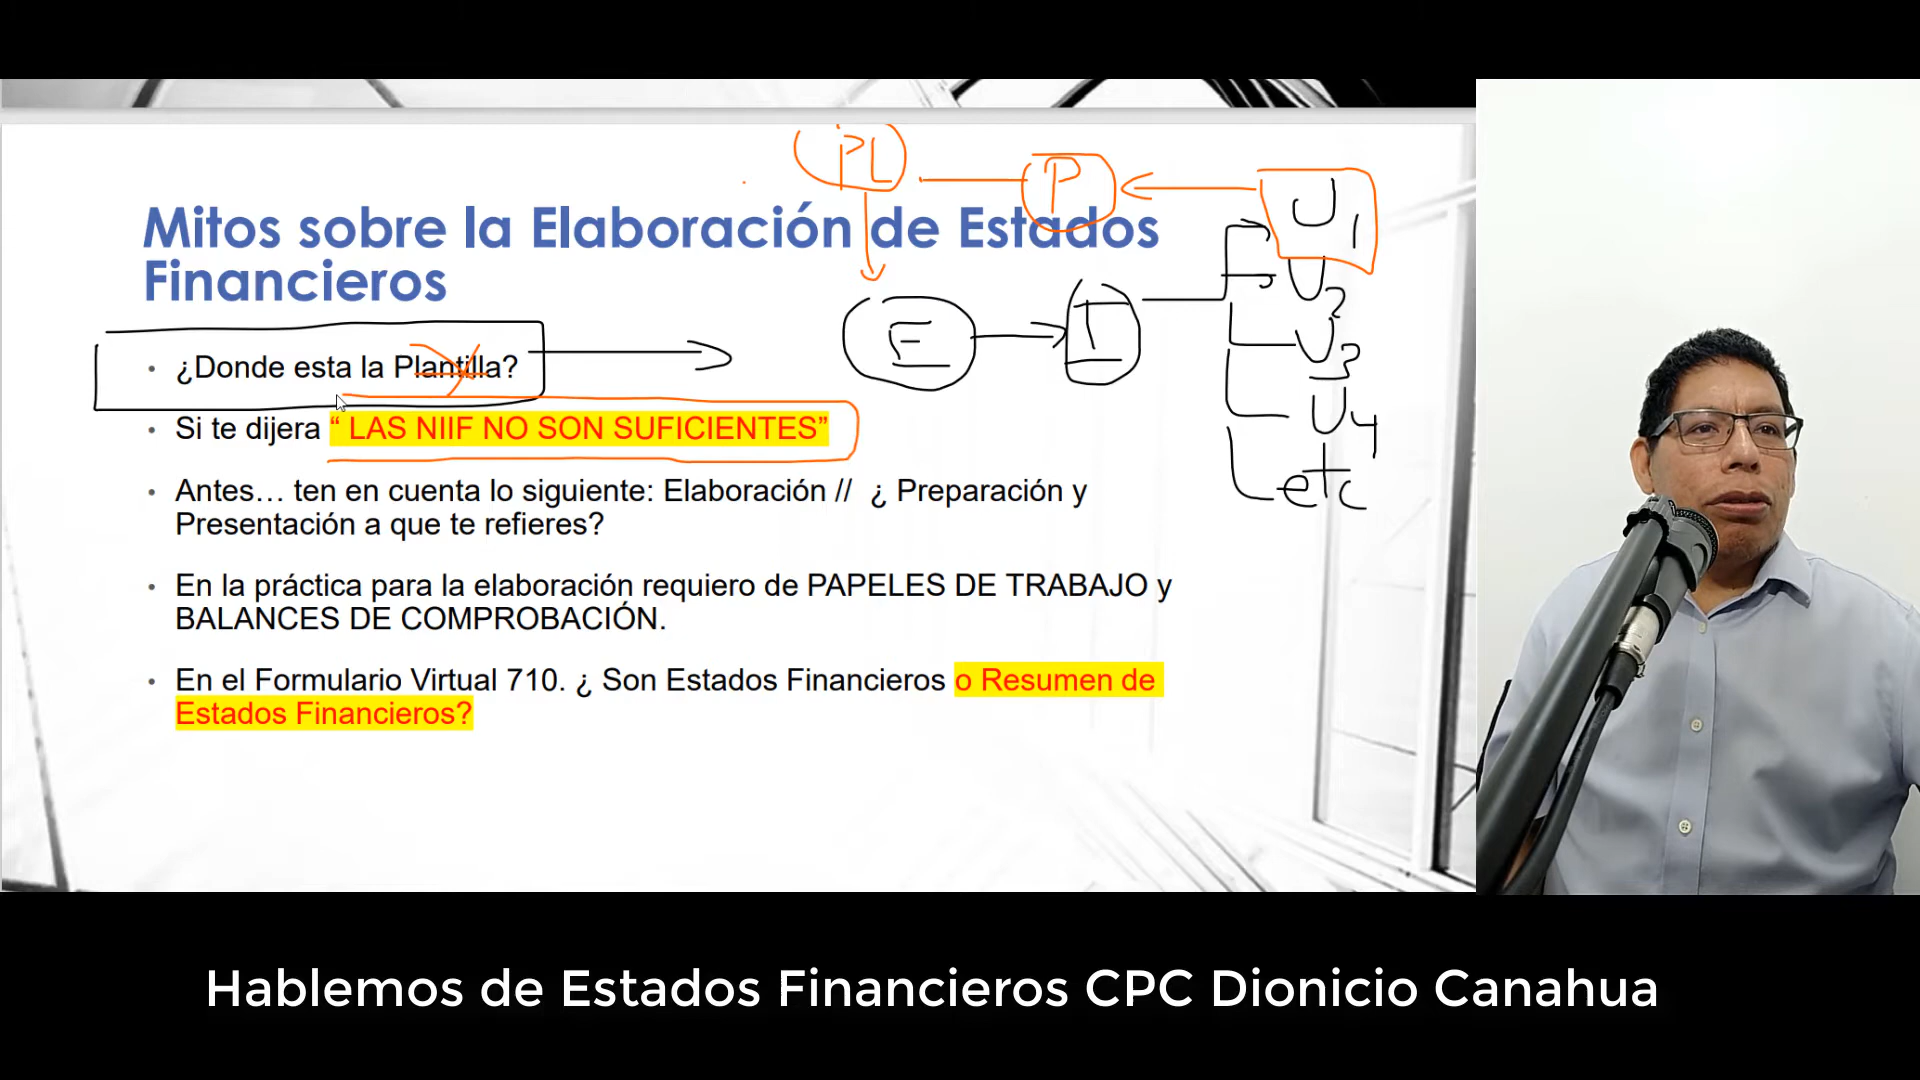 PL
P
U1
Mitos sobre la Elaboración de Estados
Financieros
U2
E
I
U3
• ¿Donde esta la Plantilla?
U4
• Si te dijera “ LAS NIIF NO SON SUFICIENTES”
etc
• Antes… ten en cuenta lo siguiente: Elaboración // ¿ Preparación y
Presentación a que te refieres?
• En la práctica para la elaboración requiero de PAPELES DE TRABAJO y
BALANCES DE COMPROBACIÓN.
• En el Formulario Virtual 710. ¿ Son Estados Financieros o Resumen de
Estados Financieros?
Hablemos de Estados Financieros CPC Dionicio Canahua